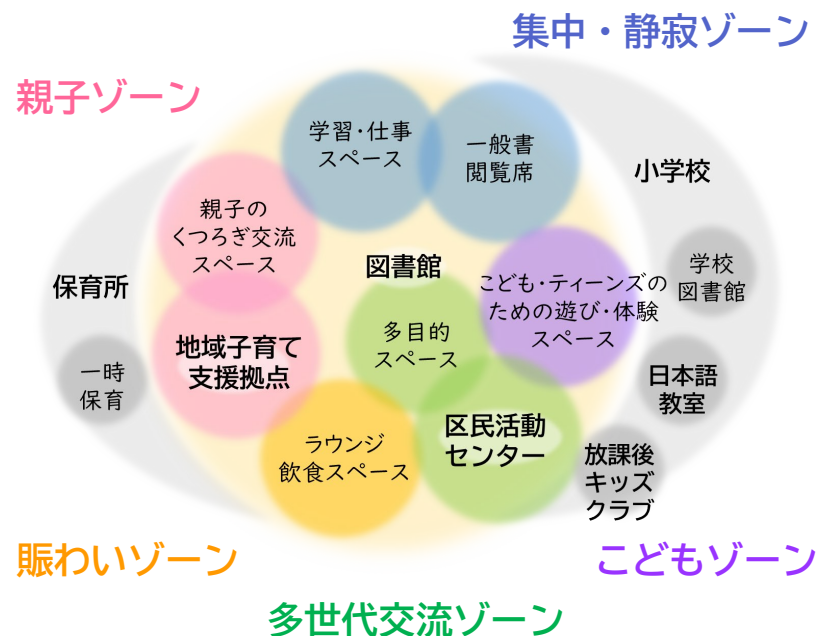 集中・静寂ゾーン
親子ゾーン
学習・仕事
スペース
一般書
閲覧席
小学校
親子の
くつろぎ交流
スペース
図書館
学校
図書館
保育所
こども・ティーンズの
ための遊び・体験
スペース
多目的
スペース
地域子育て
支援拠点
一時
保育
日本語
教室
区民活動
センター
ラウンジ
飲食スペース
放課後
キッズ
クラブ
賑わいゾーン
こどもゾーン
多世代交流ゾーン